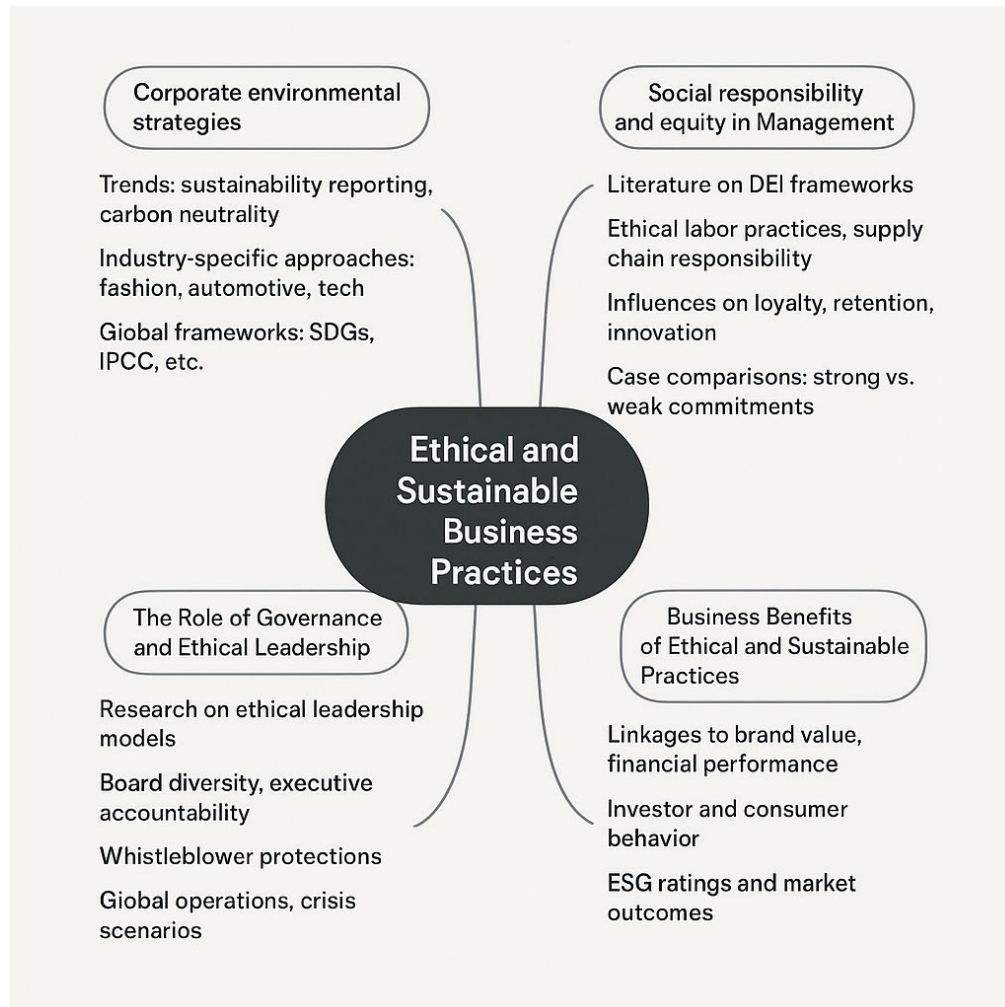 Corporate environmental
strategies
Trends: sustainability reporting,
carbon neutrality
Industry-specific approaches:
fashion, automotive, tech
Global frameworks: SDGs,
IPCC, etc.
Social responsibility
and equity in Management
Literature on DEI frameworks
Ethical labor practices, supply
chain responsibility
Influences on loyalty, retention,
innovation
Case comparisons: strong vs.
weak commitments
Ethical and
Sustainable
Business
Practices
The Role of Governance
and Ethical Leadership
Research on ethical leadership
models
Board diversity, executive
accountability
Whistleblower protections
Global operations, crisis
scenarios
Business Benefits
of Ethical and Sustainable
Practices
Linkages to brand value,
financial performance
Investor and consumer
behavior
ESG ratings and market
outcomes